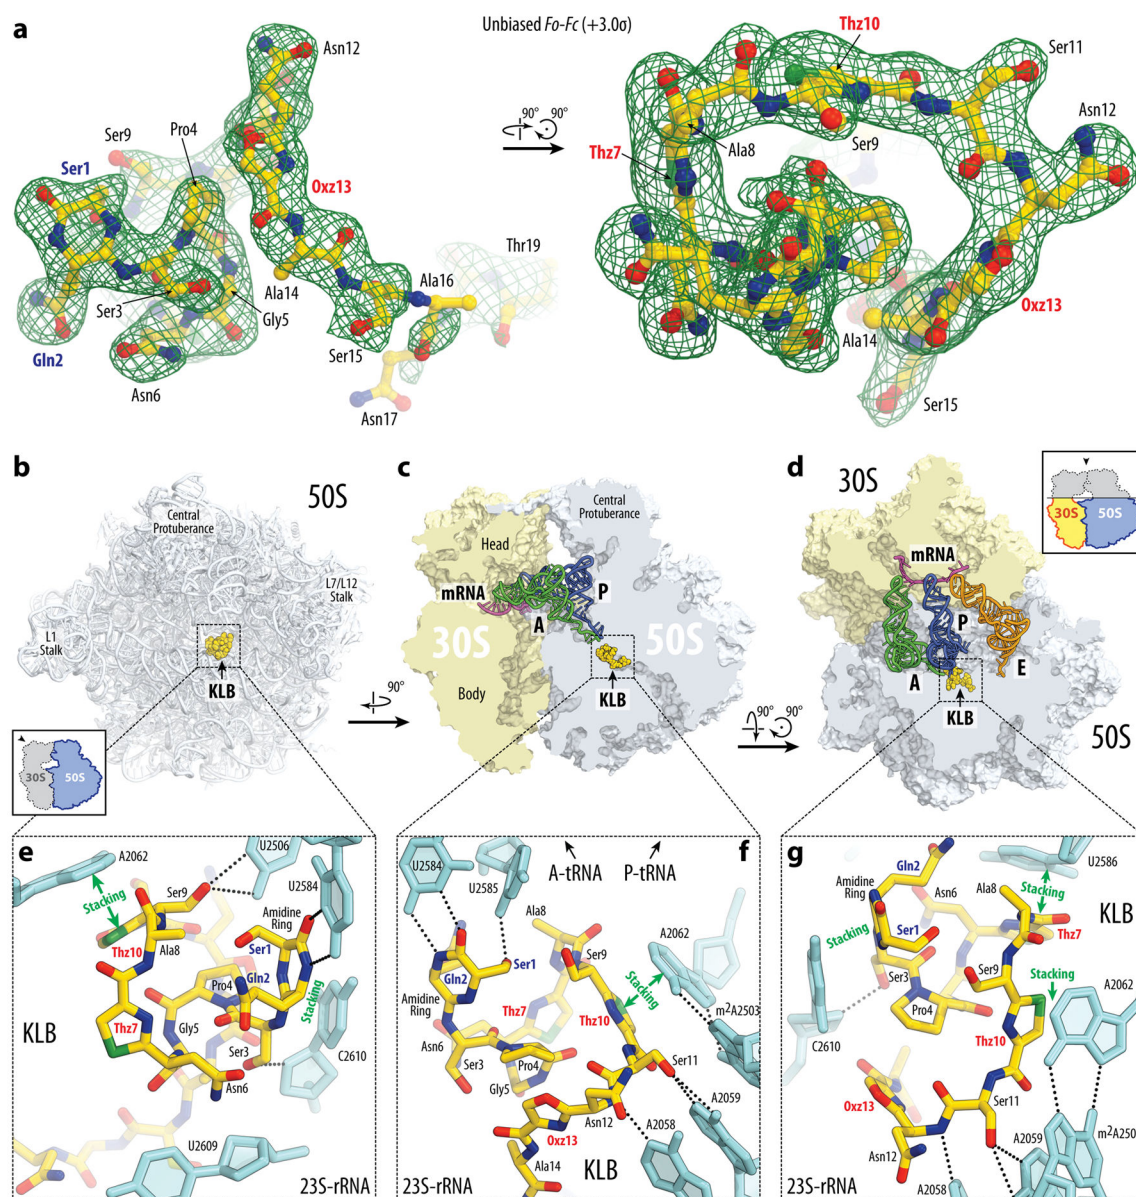 a
Unbiased Fo-Fc (+3.0σ)
Asn12
Ser9
Pro4
Ser1
Oxz13
Thr19
Ala16
Ala14
Ser3
Gly5
Gln2
Ser15
Asn6
Asn17
90° 90°
Thz10
Ser11
Asn12
Thz7
Ala8
Ser9
Oxz13
Ala14
Ser15
b
50S
Central
Protuberance
L7/L12
Stalk
L1
Stalk
KLB
30S 50S
90°
c
Central
Protuberance
Head
mRNA
P
A
30S
50S
KLB
Body
90° 90°
d
30S
mRNA
P
A
E
KLB
50S
30S 50S
e
A2062
U2506
U2584
Ser9
Stacking
Amidine
Ring
Thz10
Ala8
Ser1
Pro4
Gln2
Stacking
KLB
Thz7
Gly5
Ser3
C2610
Asn6
U2609
23S-rRNA
f
U2584
U2585
A-tRNA
P-tRNA
Ala8
Ser9
A2062
Gln2
Ser1
Stacking
Amidine
Ring
Thz7
Thz10
m²A2503
Asn6
Ser3
Pro4
Gly5
Ser11
A2059
Asn12
Oxz13
A2058
Ala14
KLB
23S-rRNA
g
U2586
Gln2
Amidine
Ring
Asn6
Ala8
Stacking
KLB
Ser1
Thz7
Stacking
Ser3
Ser9
Stacking
A2062
Pro4
Thz10
C2610
Oxz13
Ser11
A2059
m²A250
Asn12
A2058
23S-rRNA